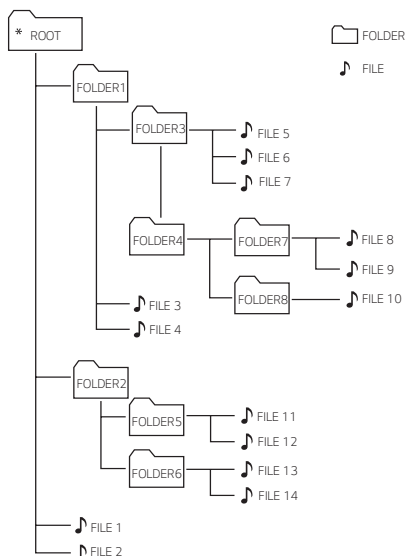 * ROOT
FOLDER
FILE
FOLDER1
FOLDER3
FILE 5
FILE 6
FILE 7
FOLDER4
FOLDER7
FILE 8
FILE 9
FOLDER8
FILE 10
FILE 3
FILE 4
FOLDER2
FOLDER5
FILE 11
FILE 12
FOLDER6
FILE 13
FILE 14
FILE 1
FILE 2